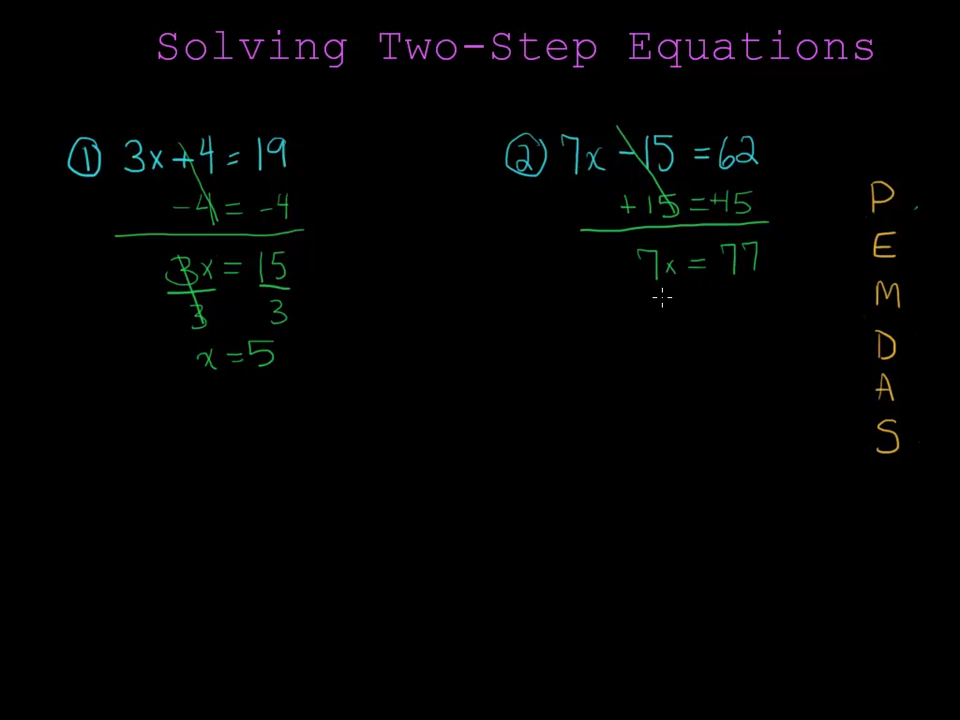 Solving Two-Step Equations
① 3x + 4 = 19
- 4 = - 4
3x = 15
3 3
x = 5
② 7x - 15 = 62
+ 15 = +15
7x = 77
P
E
M
D
A
S